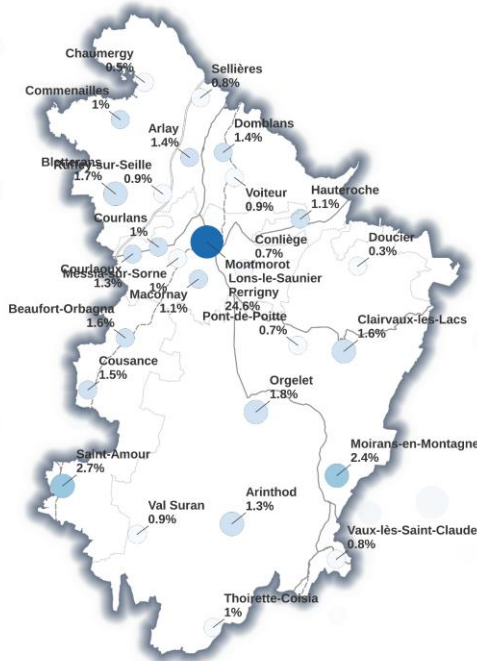 Chaumergy
0.5%
Sellières
0.8%
Commenailles
1%
Arlay
1.4%
Domblans
1.4%
Bletterans
1.7%
Ruffey-sur-Seille
0.9%
Voiteur
0.9%
Hauteroche
1.1%
Courlans
1%
Conliège
0.7%
Doucier
0.3%
Courlaoux
1.3%
Messia-sur-Sorne
1%
Montmorot
Lons-le-Saunier
Perrigny
24.6%
Macornay
1.1%
Pont-de-Poitte
0.7%
Beaufort-Orbagna
1.6%
Clairvaux-les-Lacs
1.6%
Cousance
1.5%
Orgelet
1.8%
Saint-Amour
2.7%
Moirans-en-Montagne
2.4%
Val Suran
0.9%
Arinthod
1.3%
Vaux-lès-Saint-Claude
0.8%
Thoirette-Coisia
1%